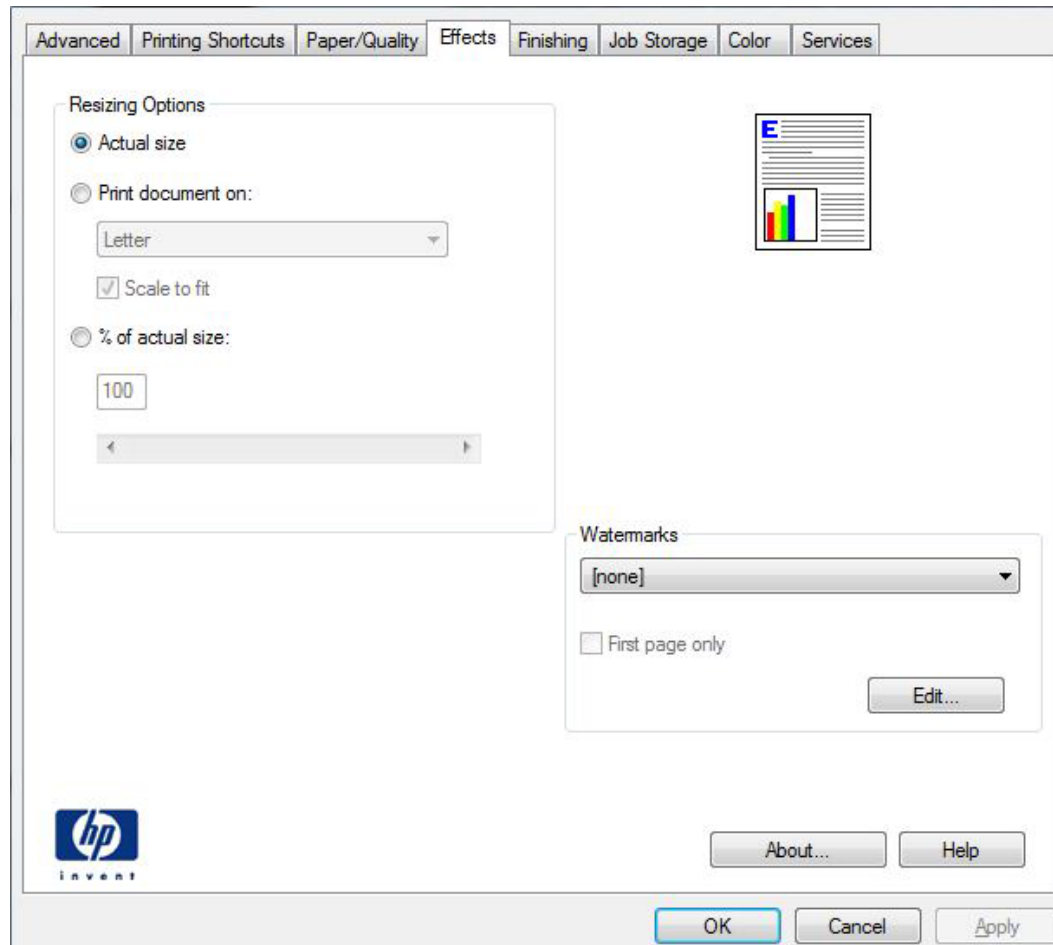 Advanced Printing Shortcuts Paper/Quality Effects Finishing Job Storage Color Services
Resizing Options
Actual size
Print document on:
Letter
Scale to fit
% of actual size:
100
E
Watermarks
[none]
First page only
Edit...
hp
invent
About... Help
OK Cancel Apply